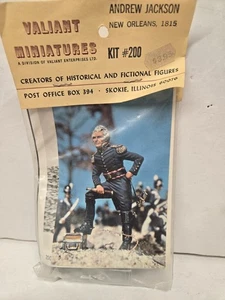 VALIANT
MINIATURES
A DIVISION OF VALIANT ENTERPRISES LTD.
ANDREW JACKSON
NEW ORLEANS, 1815
KIT #200
CREATORS OF HISTORICAL AND FICTIONAL FIGURES
POST OFFICE BOX 394 • SKOKIE, ILLINOIS 60076